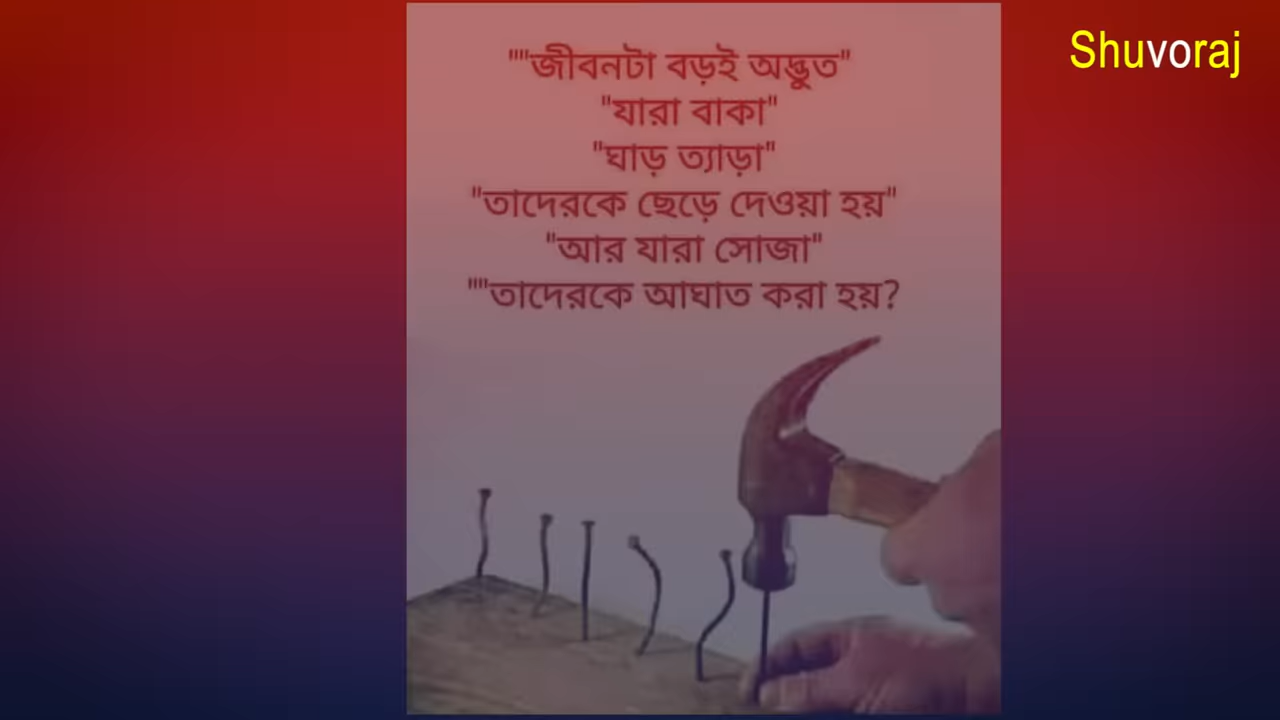 ""জীবনটা বড়ই অদ্ভুত"
"যারা বাকা"
"ঘাড় ত্যাড়া"
"তাদেরকে ছেড়ে দেওয়া হয়"
"আর যারা সোজা"
""তাদেরকে আঘাত করা হয়?
Shuvoraj